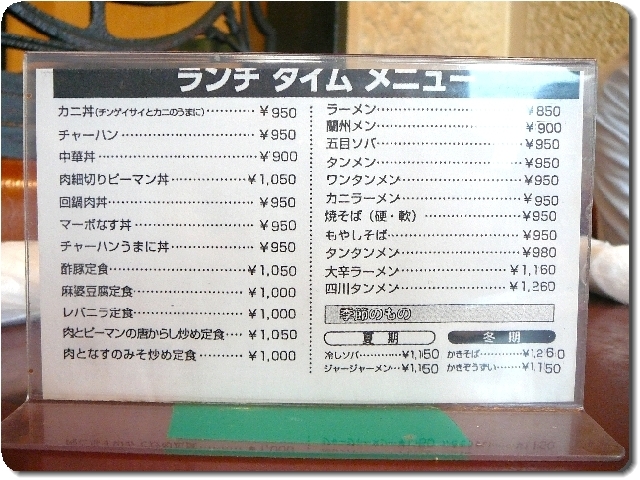 ランチ タイム メニュー
カニ丼(チンゲイサイとカニのうまに)…………¥950
チャーハン…………¥950
中華丼…………¥900
肉細切りピーマン丼…………¥1,050
回鍋肉丼…………¥950
マーボなす丼…………¥950
チャーハンうまに丼…………¥950
酢豚定食…………¥1,050
麻婆豆腐定食…………¥1,000
レバニラ定食…………¥1,000
肉とピーマンの唐からし炒め定食…¥1,050
肉となすのみそ炒め定食…………¥1,000
ラーメン…………¥850
蘭州メン…………¥900
五目ソバ…………¥950
タンメン…………¥950
ワンタンメン…………¥950
カニラーメン…………¥950
焼そば(硬・軟)…………¥950
もやしそば…………¥950
タンタンメン…………¥980
大辛ラーメン…………¥1,160
四川タンメン…………¥1,260
季節のもの
夏 期
冷しソバ…………¥1,150
ジャージャーメン…¥1,150
冬 期
かきそば…………¥1,260
かきぞうすい……¥1,150